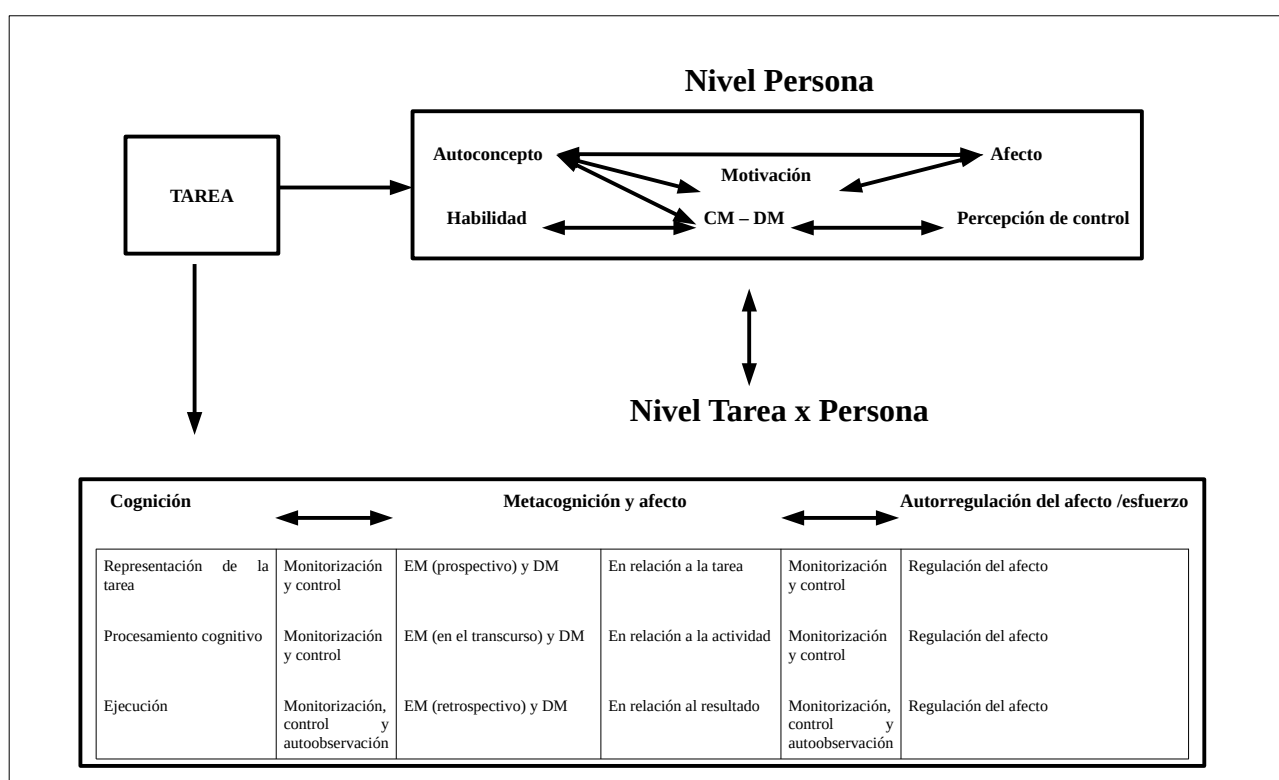 Nivel Persona
TAREA
Autoconcepto
Afecto
Motivación
Habilidad
CM – DM
Percepción de control
Nivel Tarea x Persona
Cognición
Metacognición y afecto
Autorregulación del afecto /esfuerzo
Representación de la
tarea
Monitorización
y control
EM (prospectivo) y DM
En relación a la tarea
Monitorización
y control
Regulación del afecto
Procesamiento cognitivo
Monitorización
y control
EM (en el transcurso) y DM
En relación a la actividad
Monitorización
y control
Regulación del afecto
Ejecución
Monitorización,
control y
autoobservación
EM (retrospectivo) y DM
En relación al resultado
Monitorización,
control y
autoobservación
Regulación del afecto